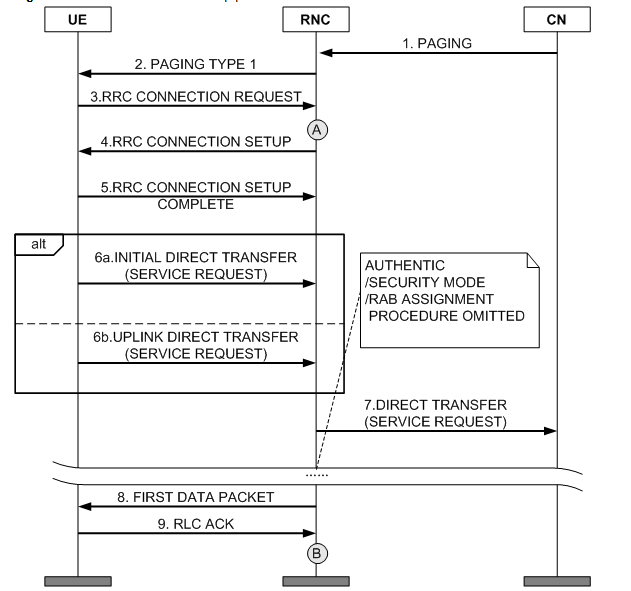 UE
RNC
CN
1. PAGING
2. PAGING TYPE 1
3.RRC CONNECTION REQUEST
A
4.RRC CONNECTION SETUP
5.RRC CONNECTION SETUP
COMPLETE
alt
6a.INITIAL DIRECT TRANSFER
(SERVICE REQUEST)
AUTHENTIC
/SECURITY MODE
/RAB ASSIGNMENT
PROCEDURE OMITTED
6b.UPLINK DIRECT TRANSFER
(SERVICE REQUEST)
7.DIRECT TRANSFER
(SERVICE REQUEST)
......
8. FIRST DATA PACKET
9. RLC ACK
B